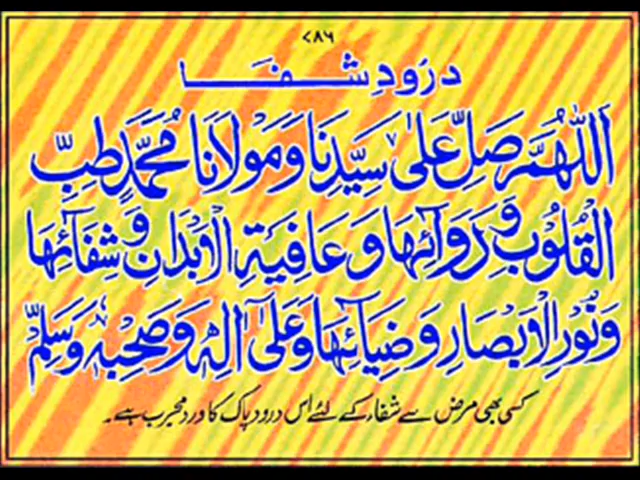 ٧٨٦
درود شفا
اَللّٰهُمَّ صَلِّ عَلٰى سَيِّدِنَا وَمَوْلَانَا مُحَمَّدٍ طِبِّ
الْقُلُوْبِ وَدَوَآئِهَا وَعَافِيَةِ الْاَبْدَانِ وَشِفَآئِهَا
وَنُوْرِ الْاَبْصَارِ وَضِيَآئِهَا وَعَلٰٓى اٰلِهٖ وَصَحْبِهٖ وَسَلِّمْ
کسی بھی مرض سے شفاء کے لئے اس درود پاک کا ورد مجرب ہے۔